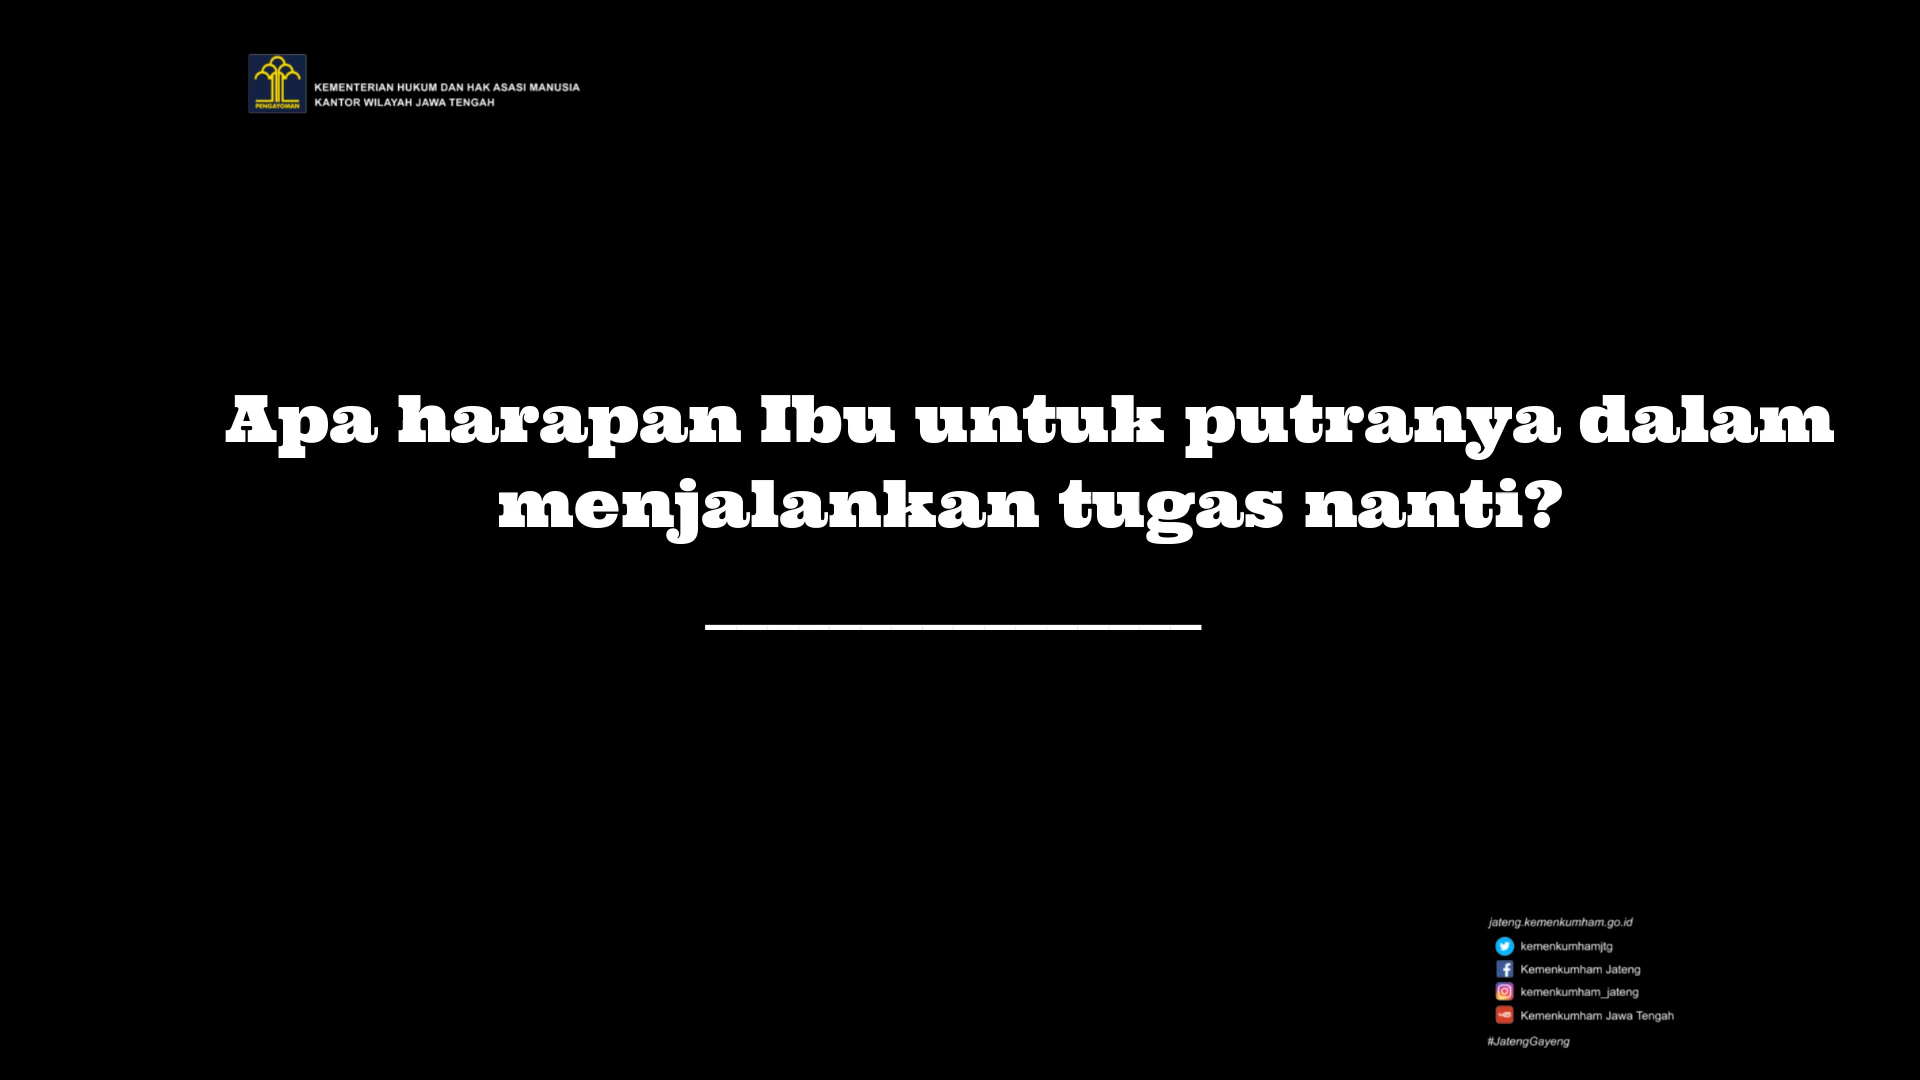 PENGAYOMAN
KEMENTERIAN HUKUM DAN HAK ASASI MANUSIA
KANTOR WILAYAH JAWA TENGAH
Apa harapan Ibu untuk putranya dalam
menjalankan tugas nanti?
jateng.kemenkumham.go.id
kemenkumhamjtg
Kemenkumham Jateng
kemenkumham_jateng
Kemenkumham Jawa Tengah
#JatengGayeng